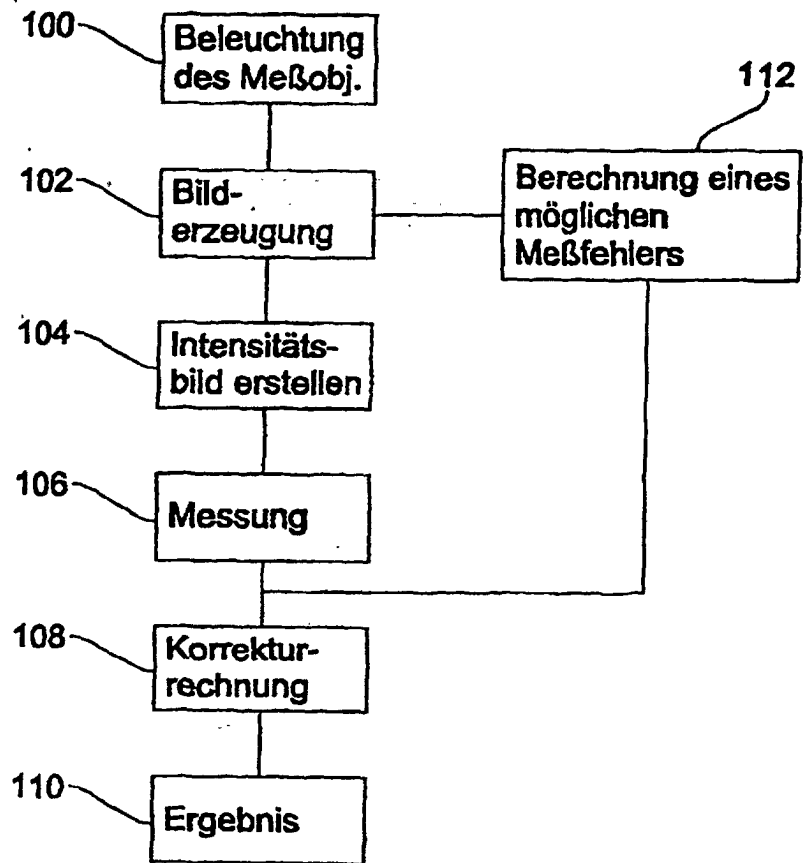 100
Beleuchtung
des Meßobj.
112
102
Bild-
erzeugung
Berechnung eines
möglichen
Meßfehlers
104
Intensitäts-
bild erstellen
106
Messung
108
Korrektur-
rechnung
110
Ergebnis